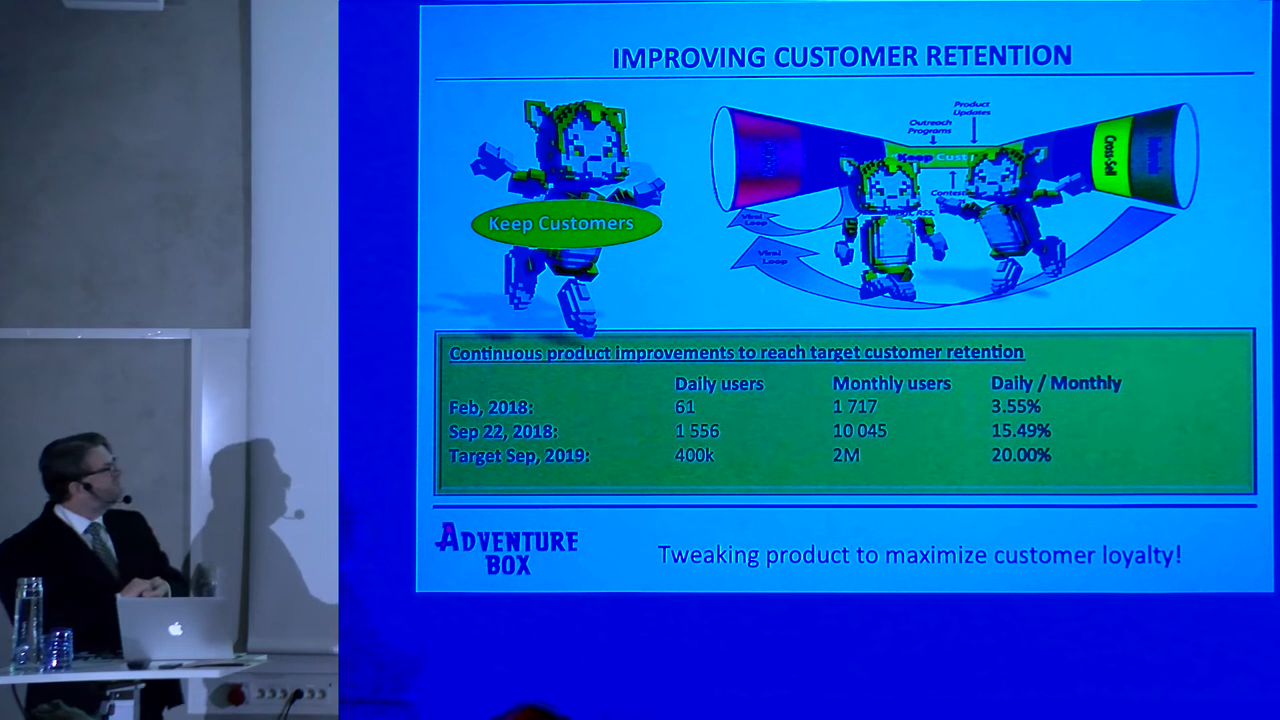 IMPROVING CUSTOMER RETENTION
Product
Updates
Outreach
Programs
Keep Customers
Keep Cust
Cross-Sell
Viral
Loop
Viral
Loop
Continuous product improvements to reach target customer retention
Daily users Monthly users Daily / Monthly
Feb, 2018: 61 1 717 3.55%
Sep 22, 2018: 1 556 10 045 15.49%
Target Sep, 2019: 400k 2M 20.00%
ADVENTURE
BOX
Tweaking product to maximize customer loyalty!